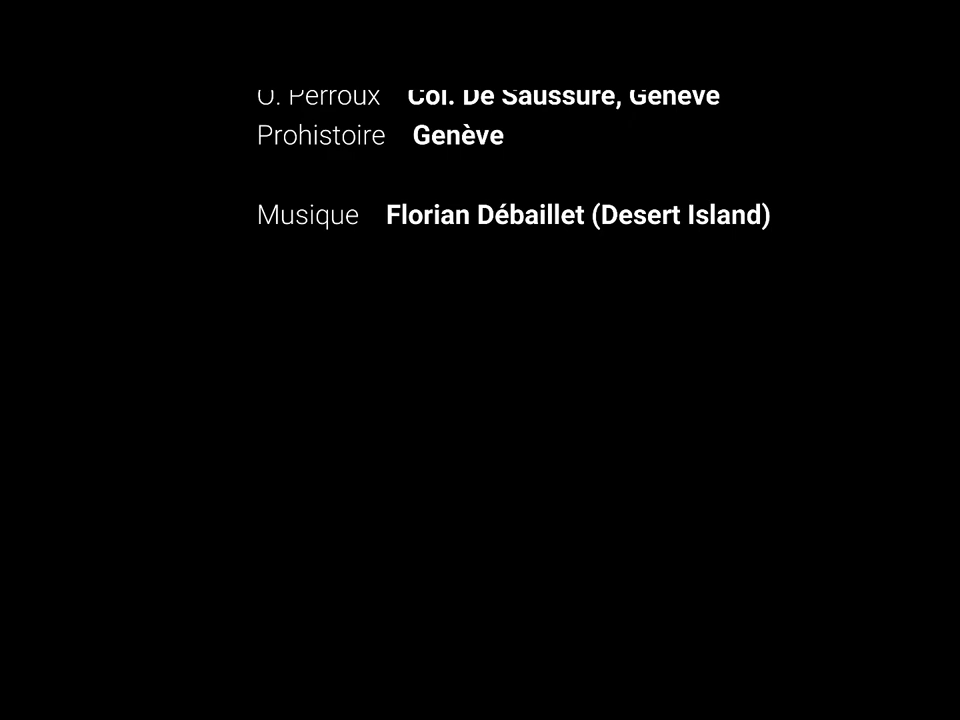 O. Perroux Col. De Saussure, Genève
Prohistoire Genève
Musique Florian Débaillet (Desert Island)